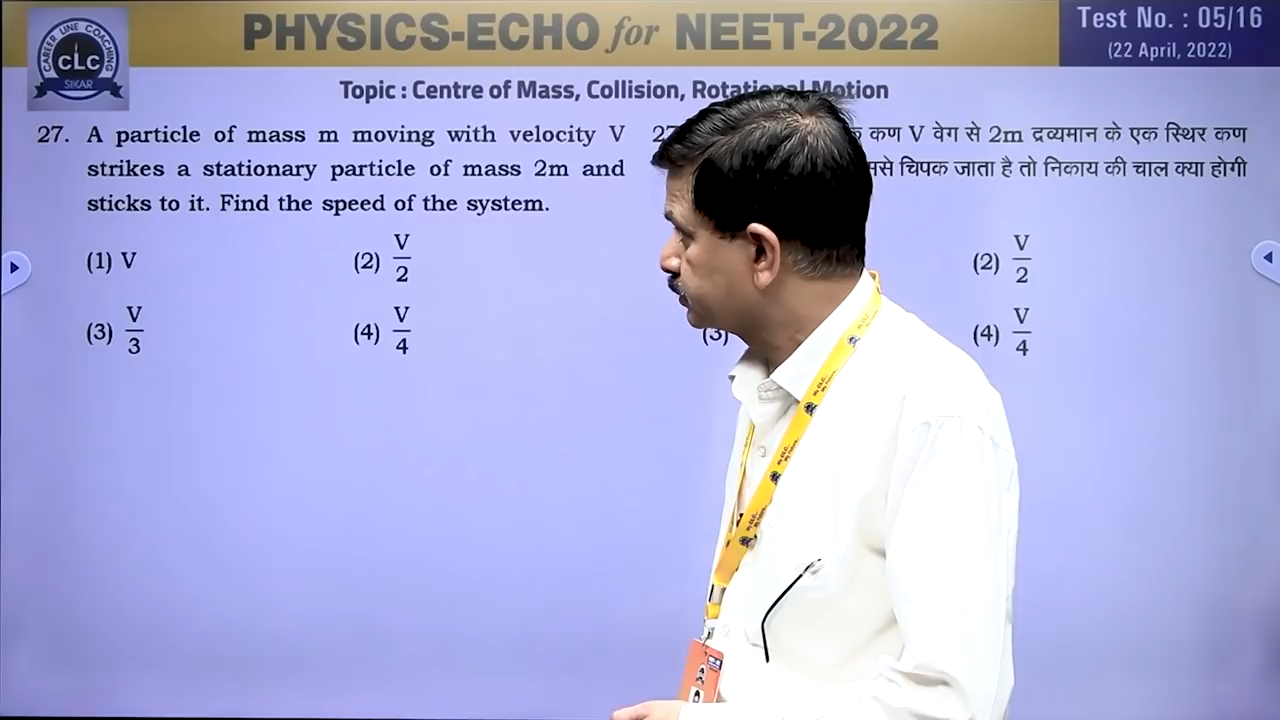 PHYSICS-ECHO for NEET-2022
Test No. : 05/16
(22 April, 2022)
CAREER LINE COACHING
CLC
SIKAR
Topic : Centre of Mass, Collision, Rotational Motion
27. A particle of mass m moving with velocity V
strikes a stationary particle of mass 2m and
sticks to it. Find the speed of the system.
(1) V (2) V/2
(3) V/3 (4) V/4
27
कण V वेग से 2m द्रव्यमान के एक स्थिर कण
चिपक जाता है तो निकाय की चाल क्या होगी
(2) V/2
(3) (4) V/4